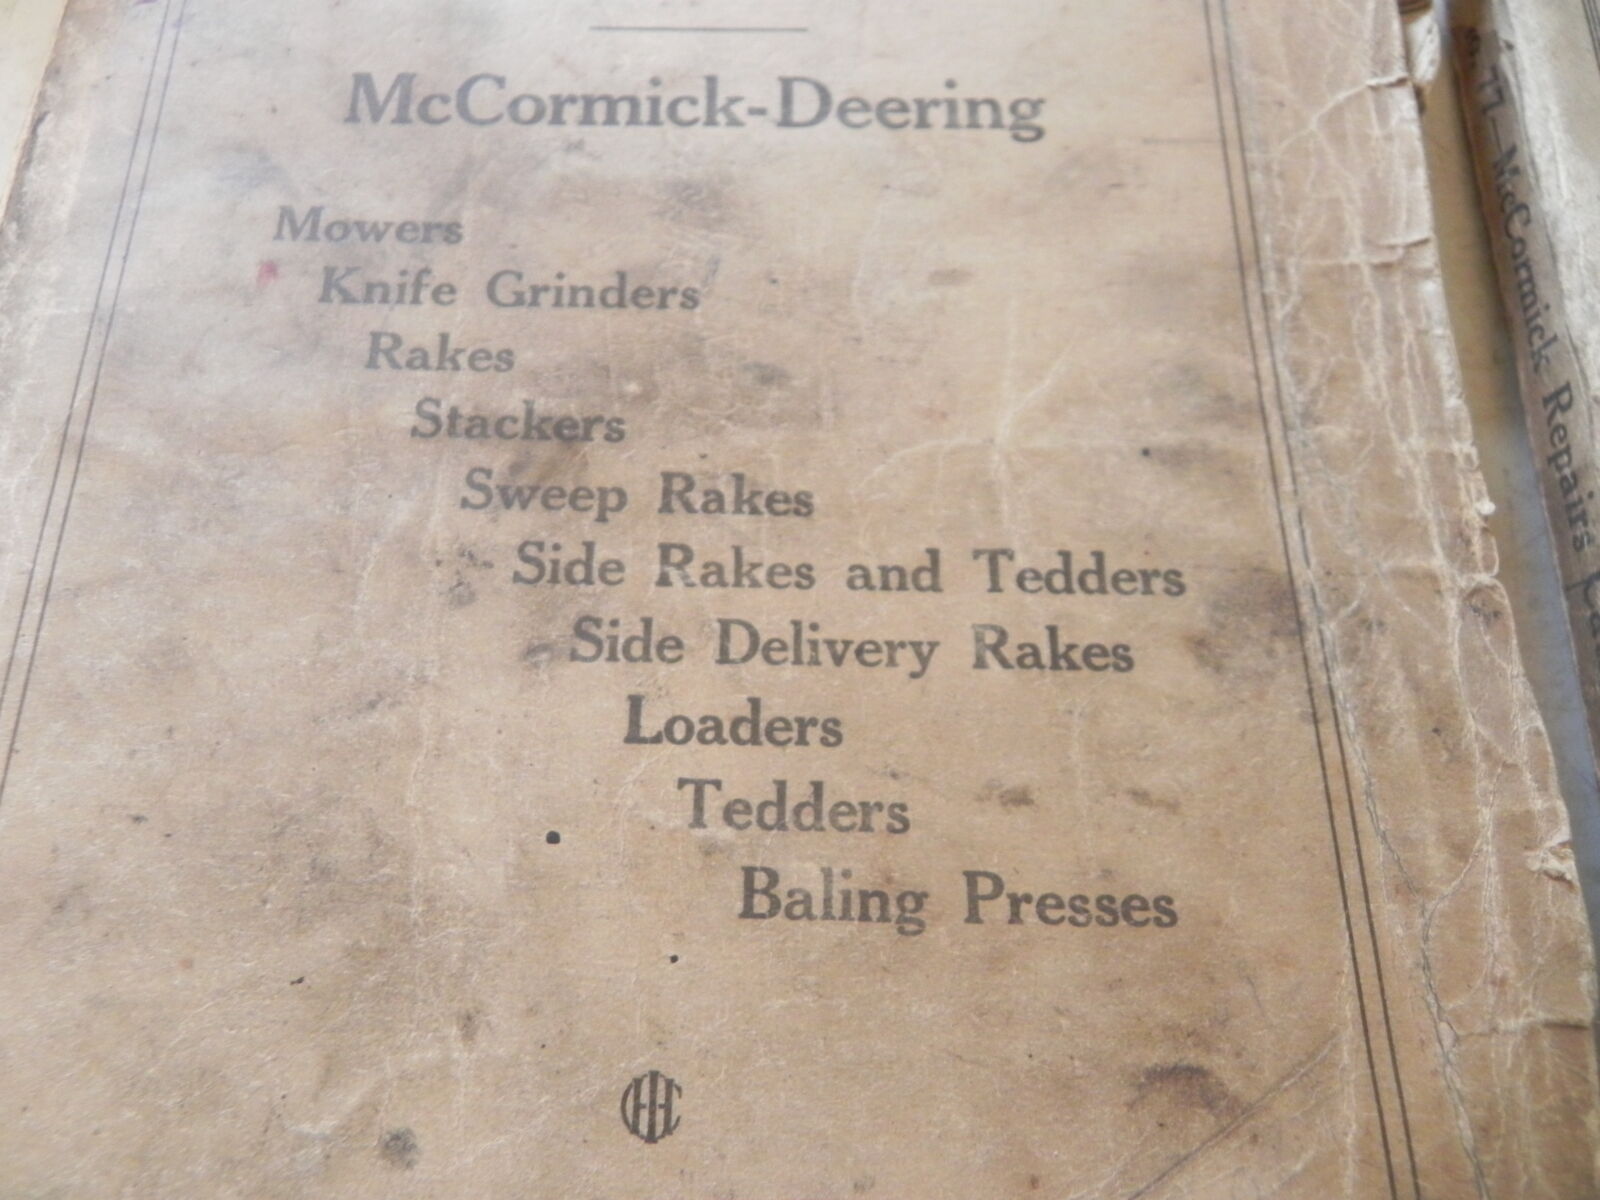 McCormick-Deering
Mowers
Knife Grinders
Rakes
Stackers
Sweep Rakes
Side Rakes and Tedders
Side Delivery Rakes
Loaders
Tedders
Baling Presses
IHC
77—McCormick Repairs